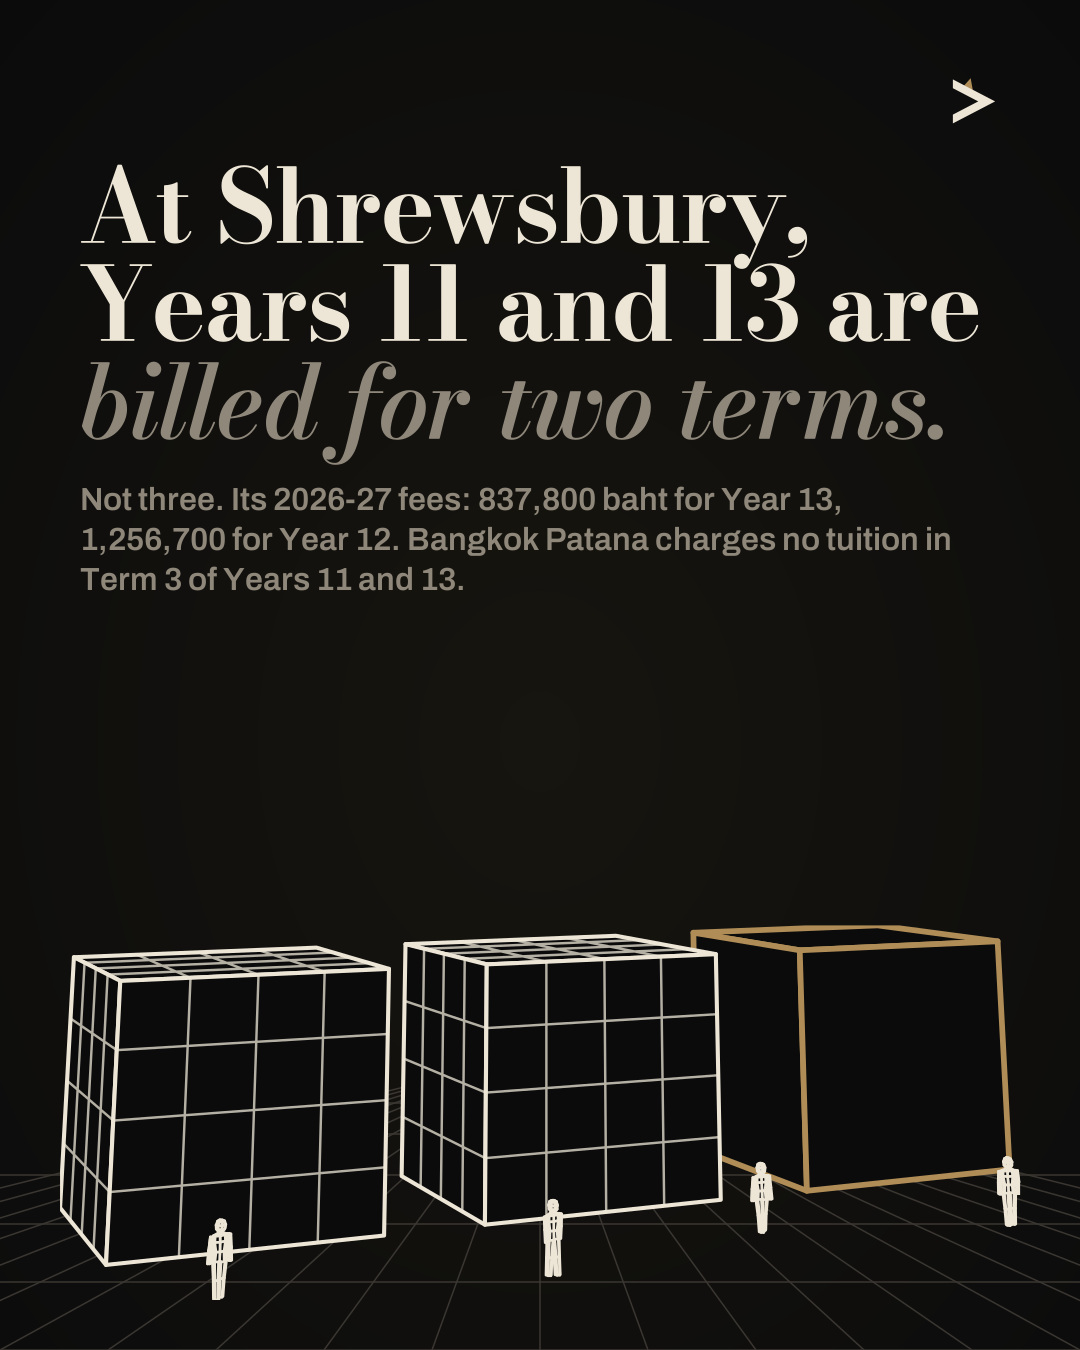 At Shrewsbury,
Years 11 and 13 are
billed for two terms.
Not three. Its 2026-27 fees: 837,800 baht for Year 13,
1,256,700 for Year 12. Bangkok Patana charges no tuition in
Term 3 of Years 11 and 13.